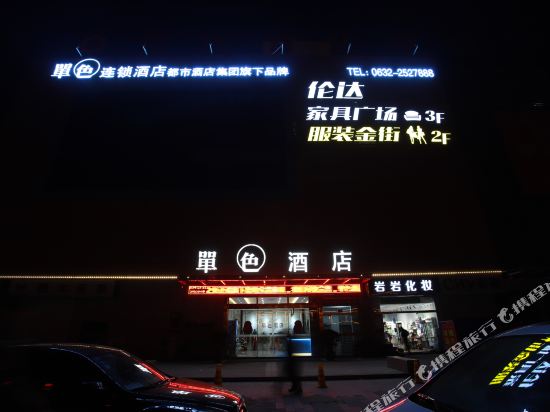 單色连锁酒店都市酒店集团旗下品牌
TEL: 0632-2527888
伦达
家具广场 3F
服装金街 2F
單色酒店
岩岩化妆
@携程旅行